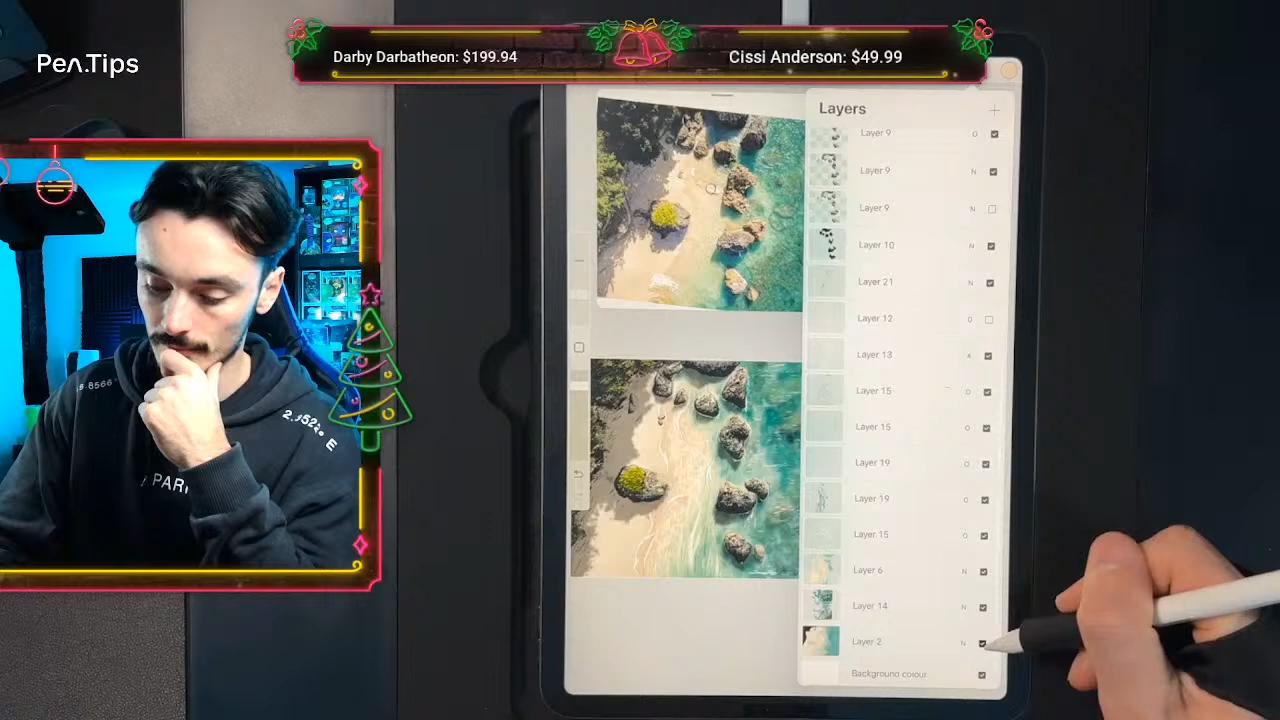 Pen.Tips
Darby Darbatheon: $199.94
Cissi Anderson: $49.99
Layers
Layer 9 O
Layer 9 N
Layer 9 N
Layer 10 N
Layer 21 N
Layer 12 O
Layer 13 A
Layer 15 O
Layer 15 O
Layer 19 O
Layer 19 O
Layer 15 O
Layer 6 N
Layer 14 N
Layer 2 N
Background colour